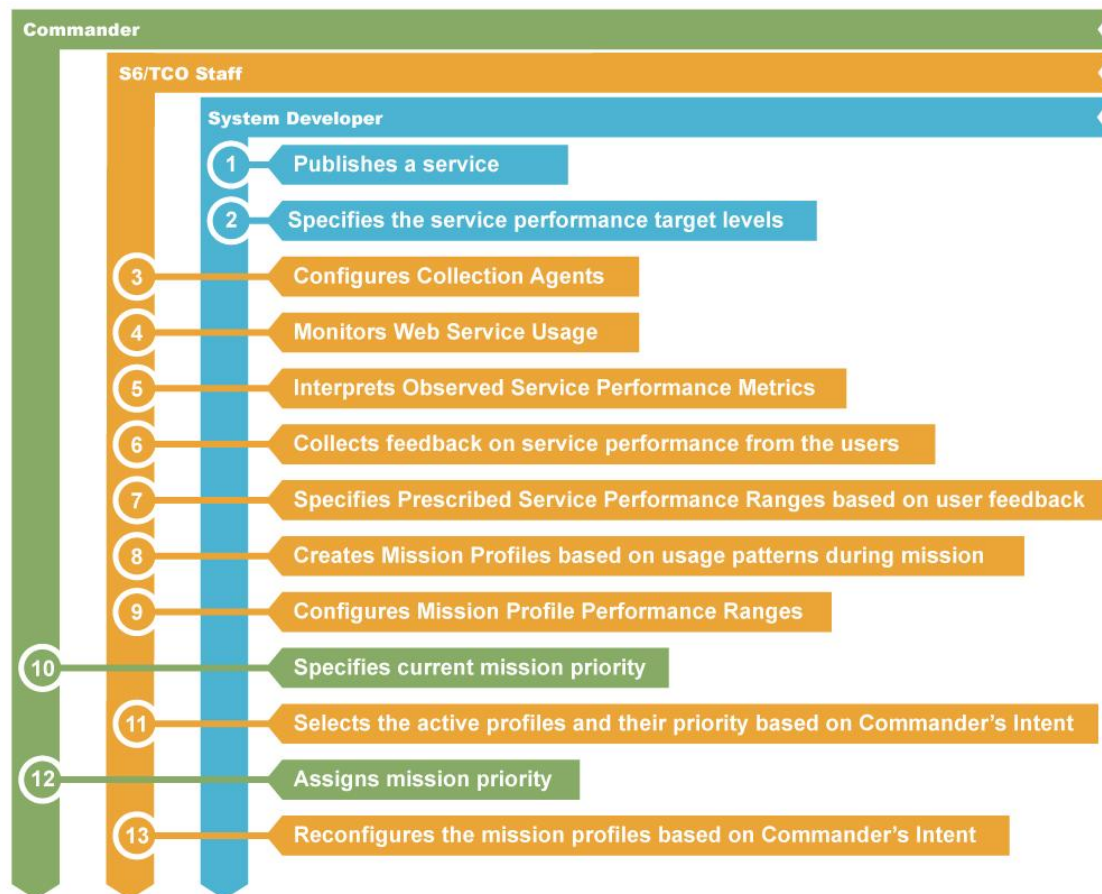 Commander
S6/TCO Staff
System Developer
1 Publishes a service
2 Specifies the service performance target levels
3 Configures Collection Agents
4 Monitors Web Service Usage
5 Interprets Observed Service Performance Metrics
6 Collects feedback on service performance from the users
7 Specifies Prescribed Service Performance Ranges based on user feedback
8 Creates Mission Profiles based on usage patterns during mission
9 Configures Mission Profile Performance Ranges
10 Specifies current mission priority
11 Selects the active profiles and their priority based on Commander’s Intent
12 Assigns mission priority
13 Reconfigures the mission profiles based on Commander’s Intent